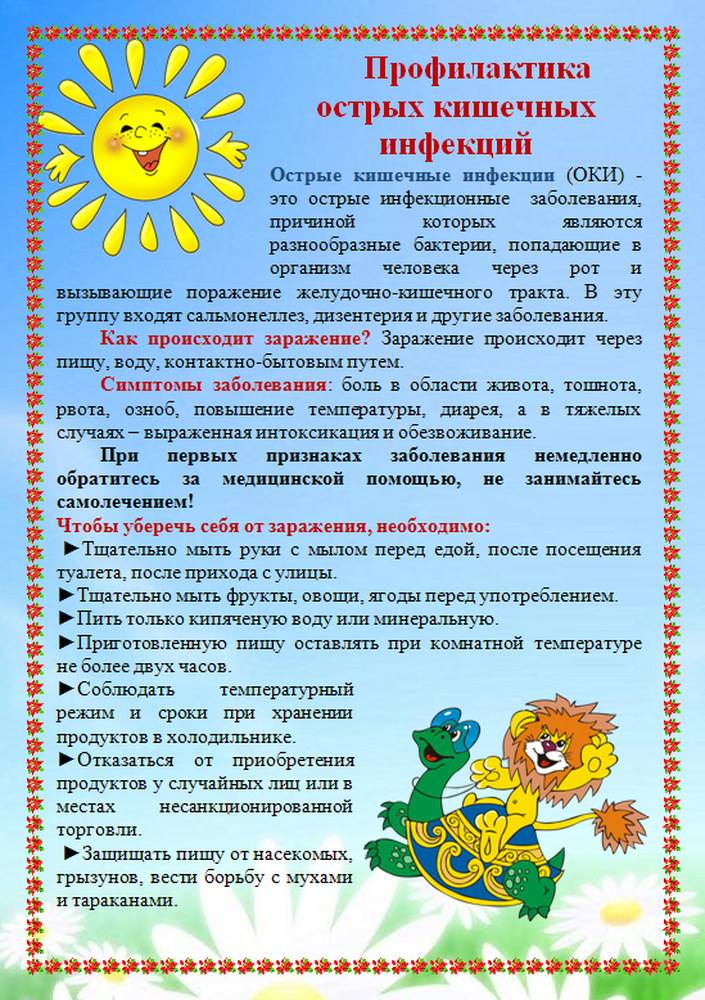 Профилактика
острых кишечных
инфекций
Острые кишечные инфекции (ОКИ) -
это острые инфекционные заболевания,
причиной которых являются
разнообразные бактерии, попадающие в
организм человека через рот и
вызывающие поражение желудочно-кишечного тракта. В эту
группу входят сальмонеллез, дизентерия и другие заболевания.
Как происходит заражение? Заражение происходит через
пищу, воду, контактно-бытовым путем.
Симптомы заболевания: боль в области живота, тошнота,
рвота, озноб, повышение температуры, диарея, а в тяжелых
случаях – выраженная интоксикация и обезвоживание.
При первых признаках заболевания немедленно
обратитесь за медицинской помощью, не занимайтесь
самолечением!
Чтобы уберечь себя от заражения, необходимо:
►Тщательно мыть руки с мылом перед едой, после посещения
туалета, после прихода с улицы.
►Тщательно мыть фрукты, овощи, ягоды перед употреблением.
►Пить только кипяченую воду или минеральную.
►Приготовленную пищу оставлять при комнатной температуре
не более двух часов.
►Соблюдать температурный
режим и сроки при хранении
продуктов в холодильнике.
►Отказаться от приобретения
продуктов у случайных лиц или в
местах несанкционированной
торговли.
►Защищать пищу от насекомых,
грызунов, вести борьбу с мухами
и тараканами.